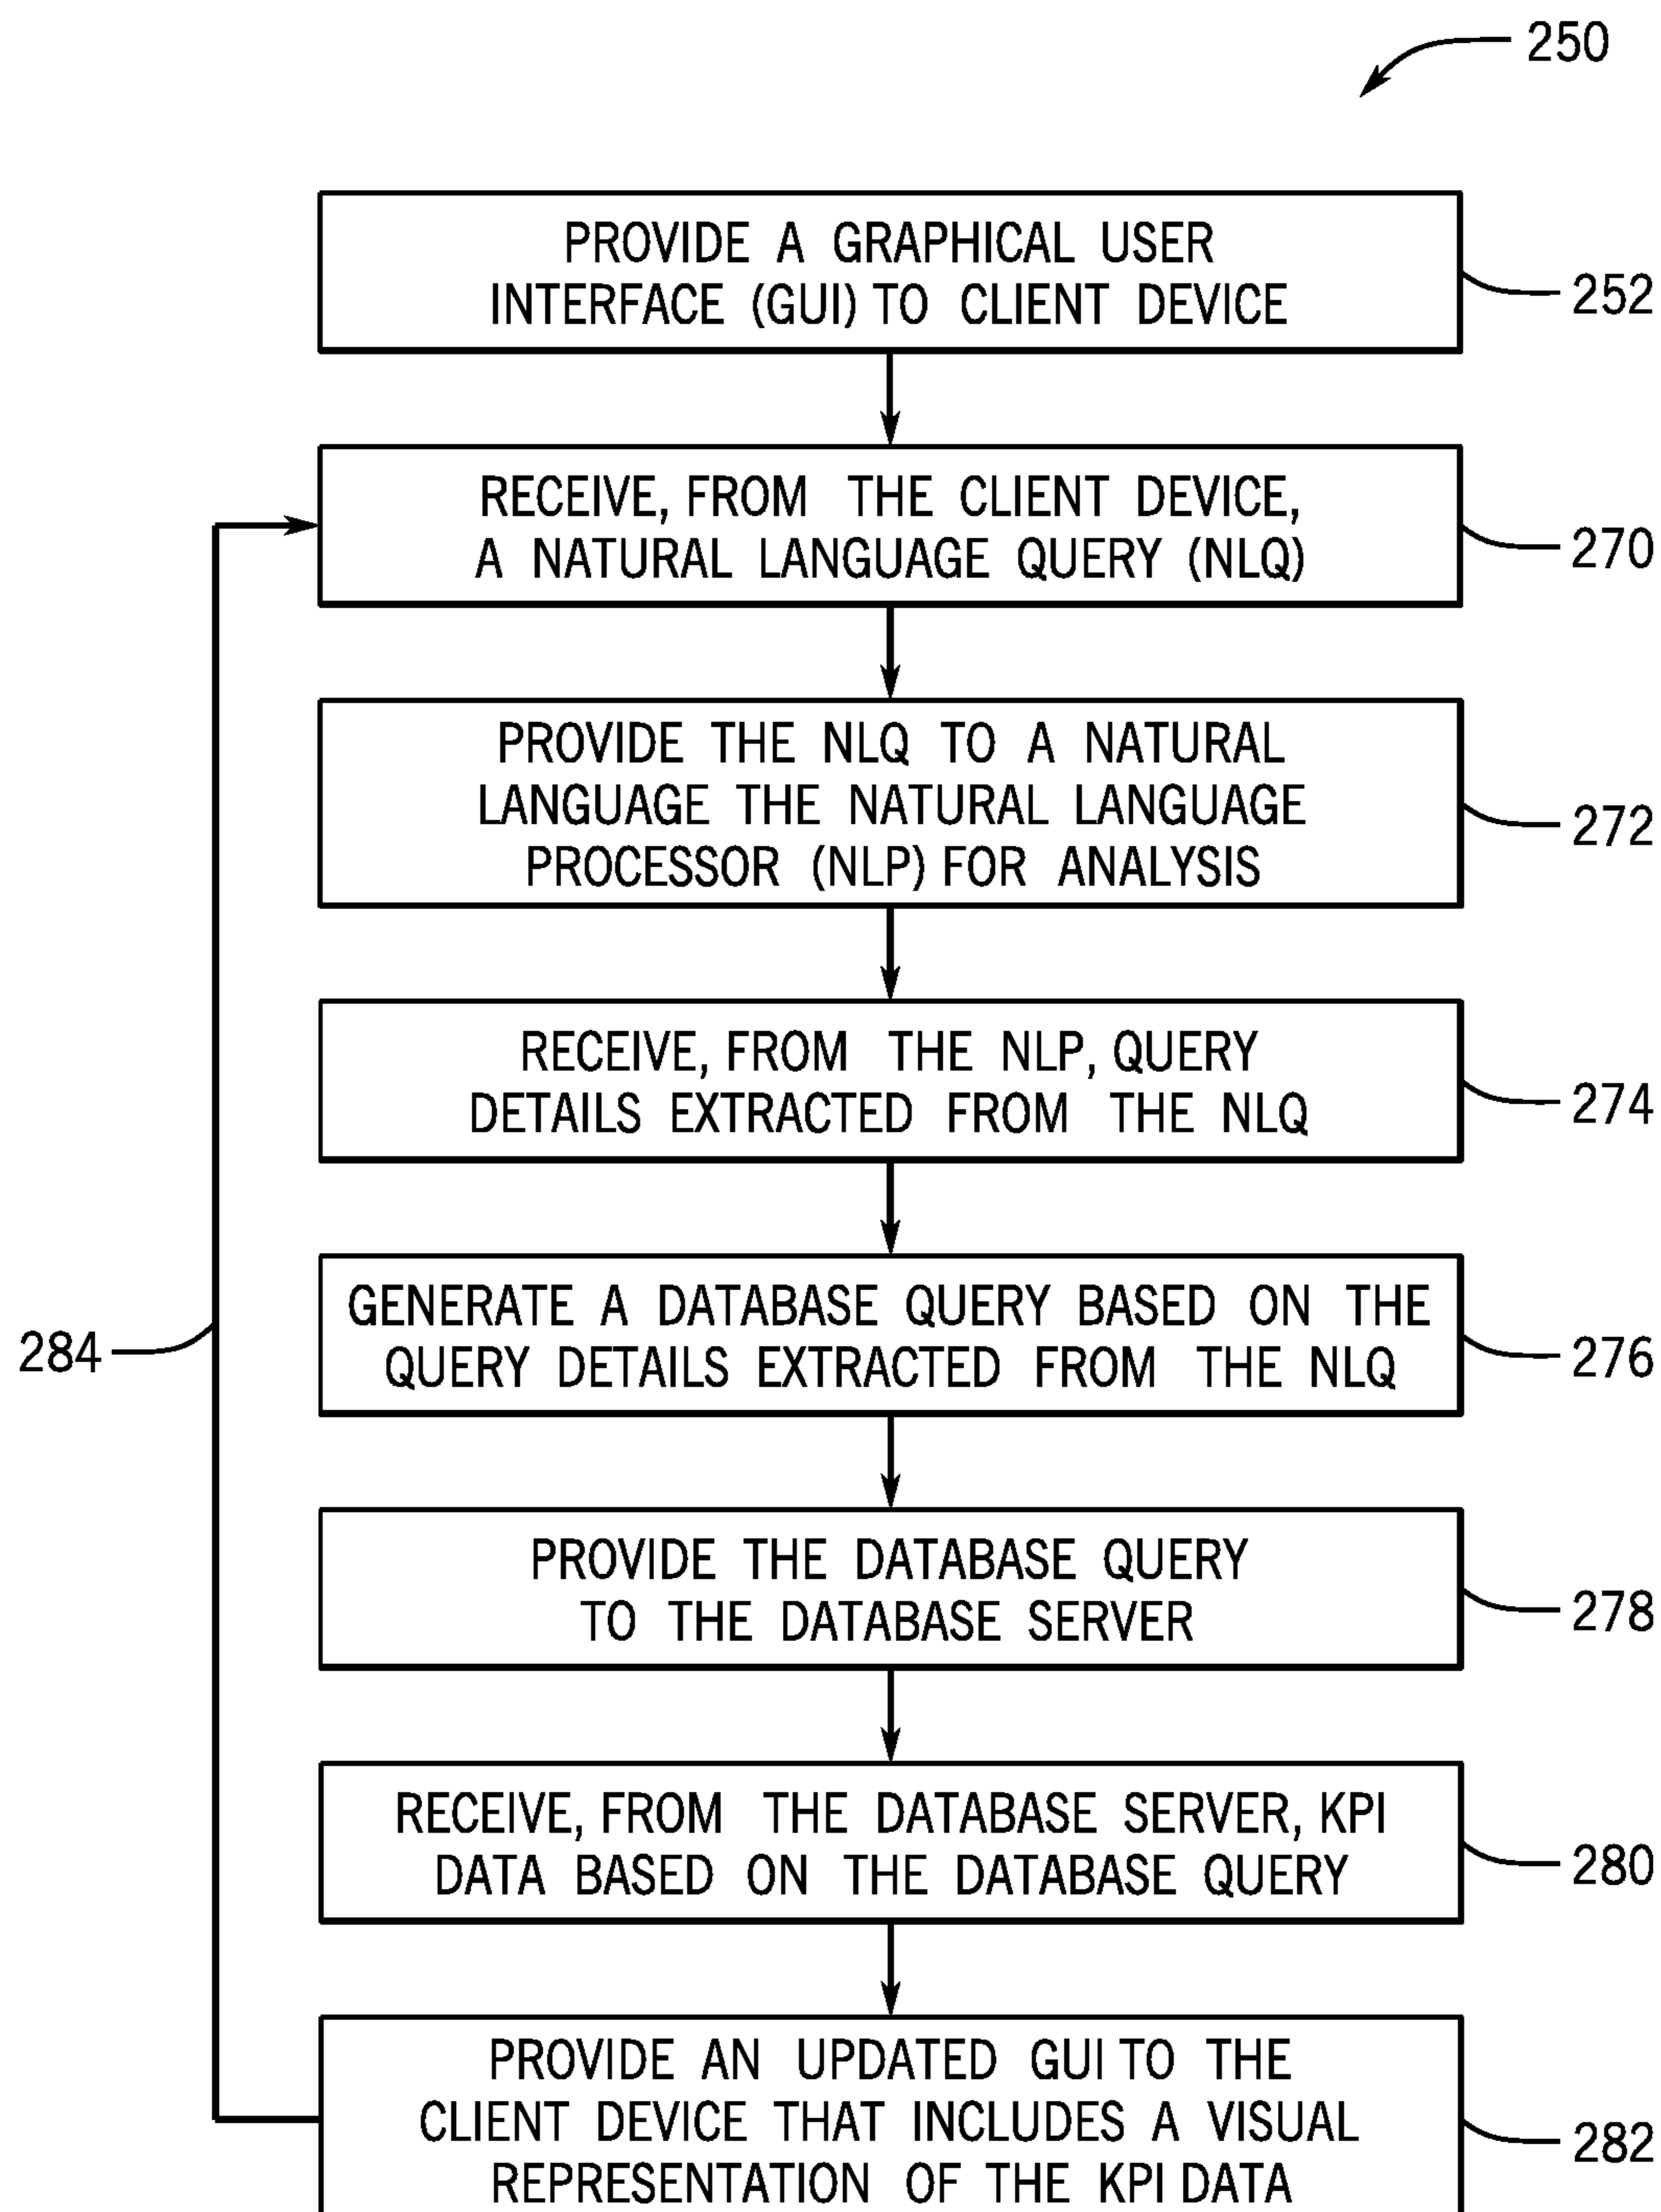 250
PROVIDE A GRAPHICAL USER
INTERFACE (GUI) TO CLIENT DEVICE
252
RECEIVE, FROM THE CLIENT DEVICE,
A NATURAL LANGUAGE QUERY (NLQ)
270
PROVIDE THE NLQ TO A NATURAL
LANGUAGE THE NATURAL LANGUAGE
PROCESSOR (NLP) FOR ANALYSIS
272
RECEIVE, FROM THE NLP, QUERY
DETAILS EXTRACTED FROM THE NLQ
274
GENERATE A DATABASE QUERY BASED ON THE
QUERY DETAILS EXTRACTED FROM THE NLQ
276
284
PROVIDE THE DATABASE QUERY
TO THE DATABASE SERVER
278
RECEIVE, FROM THE DATABASE SERVER, KPI
DATA BASED ON THE DATABASE QUERY
280
PROVIDE AN UPDATED GUI TO THE
CLIENT DEVICE THAT INCLUDES A VISUAL
REPRESENTATION OF THE KPI DATA
282